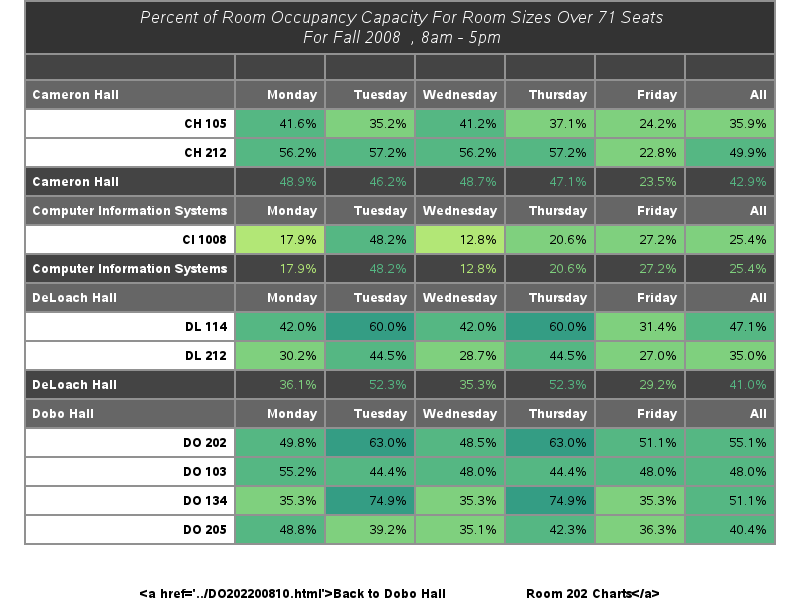 Percent of Room Occupancy Capacity For Room Sizes Over 71 Seats
For Fall 2008 , 8am - 5pm
Cameron Hall Monday Tuesday Wednesday Thursday Friday All
CH 105 41.6% 35.2% 41.2% 37.1% 24.2% 35.9%
CH 212 56.2% 57.2% 56.2% 57.2% 22.8% 49.9%
Cameron Hall 48.9% 46.2% 48.7% 47.1% 23.5% 42.9%
Computer Information Systems Monday Tuesday Wednesday Thursday Friday All
CI 1008 17.9% 48.2% 12.8% 20.6% 27.2% 25.4%
Computer Information Systems 17.9% 48.2% 12.8% 20.6% 27.2% 25.4%
DeLoach Hall Monday Tuesday Wednesday Thursday Friday All
DL 114 42.0% 60.0% 42.0% 60.0% 31.4% 47.1%
DL 212 30.2% 44.5% 28.7% 44.5% 27.0% 35.0%
DeLoach Hall 36.1% 52.3% 35.3% 52.3% 29.2% 41.0%
Dobo Hall Monday Tuesday Wednesday Thursday Friday All
DO 202 49.8% 63.0% 48.5% 63.0% 51.1% 55.1%
DO 103 55.2% 44.4% 48.0% 44.4% 48.0% 48.0%
DO 134 35.3% 74.9% 35.3% 74.9% 35.3% 51.1%
DO 205 48.8% 39.2% 35.1% 42.3% 36.3% 40.4%
<a href='../DO202200810.html'>Back to Dobo Hall Room 202 Charts</a>